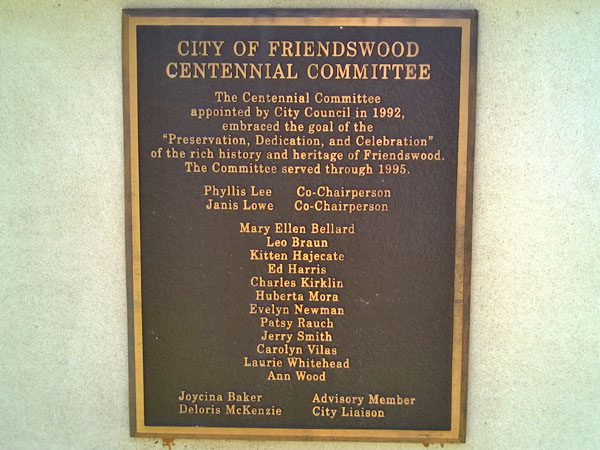 CITY OF FRIENDSWOOD
CENTENNIAL COMMITTEE
The Centennial Committee
appointed by City Council in 1992,
embraced the goal of the
"Preservation, Dedication, and Celebration"
of the rich history and heritage of Friendswood.
The Committee served through 1995.
Phyllis Lee Co-Chairperson
Janis Lowe Co-Chairperson
Mary Ellen Bellard
Leo Braun
Kitten Hajecate
Ed Harris
Charles Kirklin
Huberta Mora
Evelyn Newman
Patsy Rauch
Jerry Smith
Carolyn Vilas
Laurie Whitehead
Ann Wood
Joycina Baker Advisory Member
Deloris McKenzie City Liaison